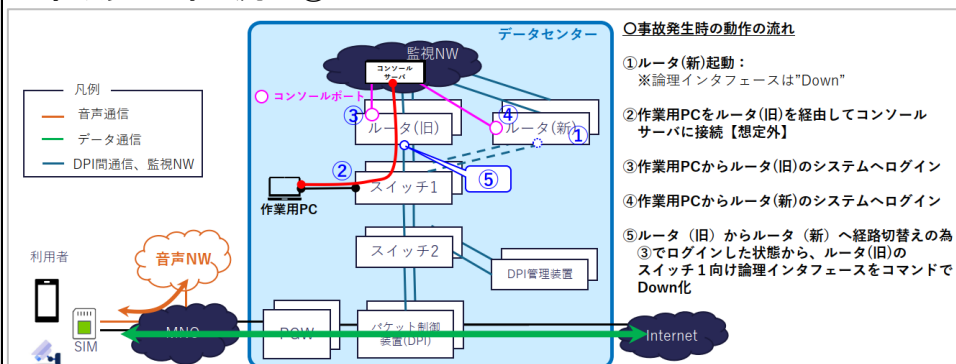 データセンター
監視NW
コンソール
サーバ
コンソールポート
③
④
ルータ(旧)
ルータ(新)
①
②
⑤
スイッチ1
作業用PC
スイッチ2
DPI管理装置
凡例
音声通信
データ通信
DPI間通信、監視NW
利用者
音声NW
SIM
MNO
PGW
パケット制御
装置(DPI)
Internet
〇事故発生時の動作の流れ
①ルータ(新)起動：
※論理インタフェースは”Down”
②作業用PCをルータ(旧)を経由してコンソール
サーバに接続【想定外】
③作業用PCからルータ(旧)のシステムへログイン
④作業用PCからルータ(新)のシステムへログイン
⑤ルータ（旧）からルータ（新）へ経路切替えの為
③でログインした状態から、ルータ(旧)の
スイッチ１向け論理インタフェースをコマンドで
Down化